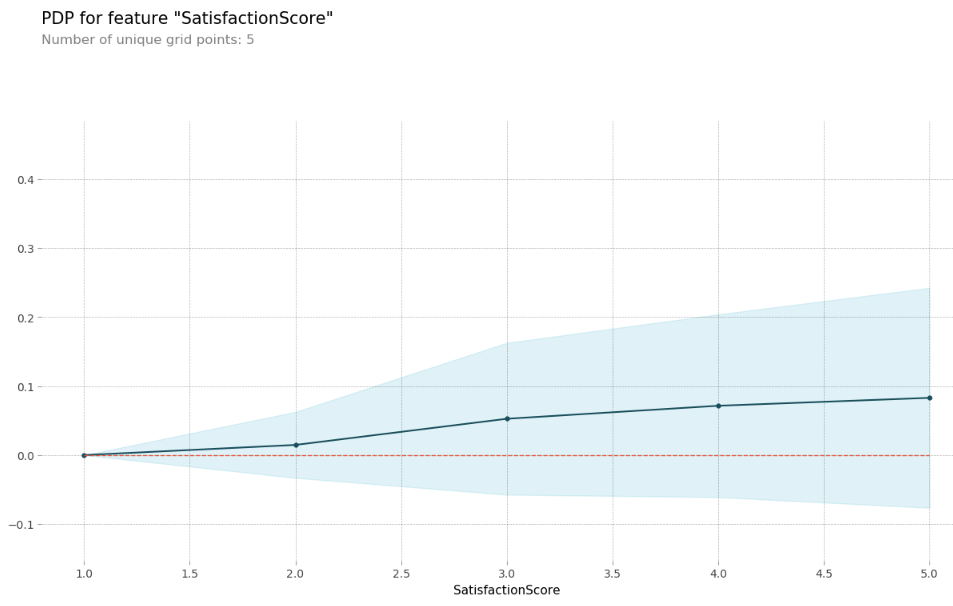 PDP for feature "SatisfactionScore"
Number of unique grid points: 5
0.4
0.3
0.2
0.1
0.0
−0.1
1.0 1.5 2.0 2.5 3.0 3.5 4.0 4.5 5.0
SatisfactionScore